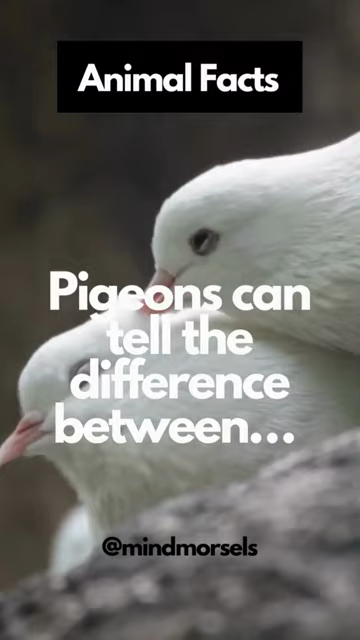 Animal Facts
Pigeons can
tell the
difference
between...
@mindmorsels